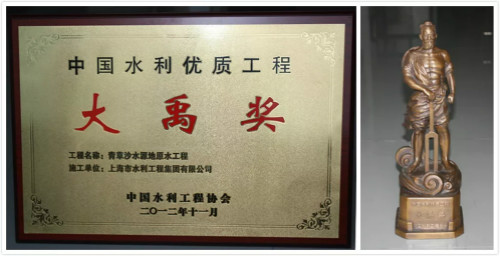 中国水利优质工程
大禹奖
工程名称：青草沙水源地原水工程
施工单位：上海市水利工程集团有限公司
中国水利工程协会
二〇一二年十一月